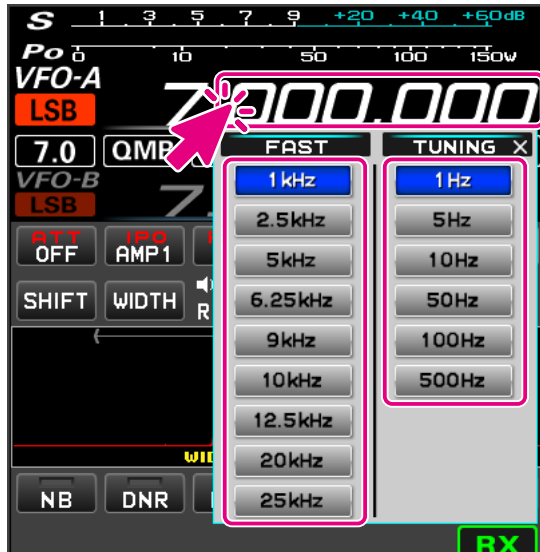 S 1 . 3 . 5 . 7 . 9 +20 +40 +60dB
Po 0 10 50 100 150W
VFO-A
LSB 7.000.000
7.0 QMB
FAST TUNING X
VFO-B
LSB 7.
1kHz 1Hz
2.5kHz 5Hz
ATT IPO
OFF AMP1
5kHz 10Hz
SHIFT WIDTH R
6.25kHz 50Hz
9kHz 100Hz
10kHz 500Hz
12.5kHz
20kHz
25kHz
NB DNR
RX